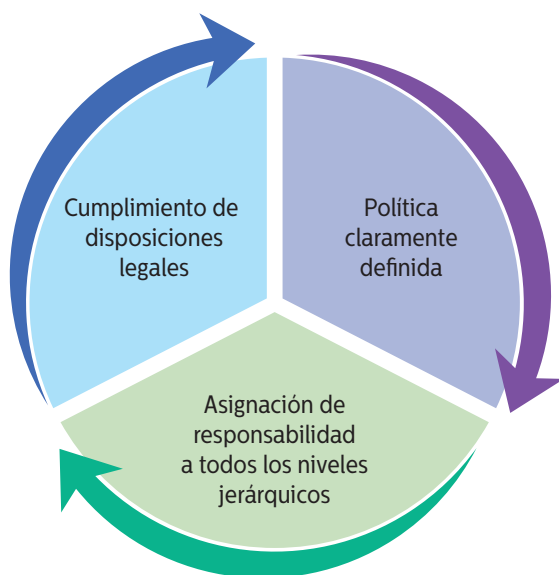 Cumplimiento de
disposiciones
legales
Política
claramente
definida
Asignación de
responsabilidad
a todos los niveles
jerárquicos